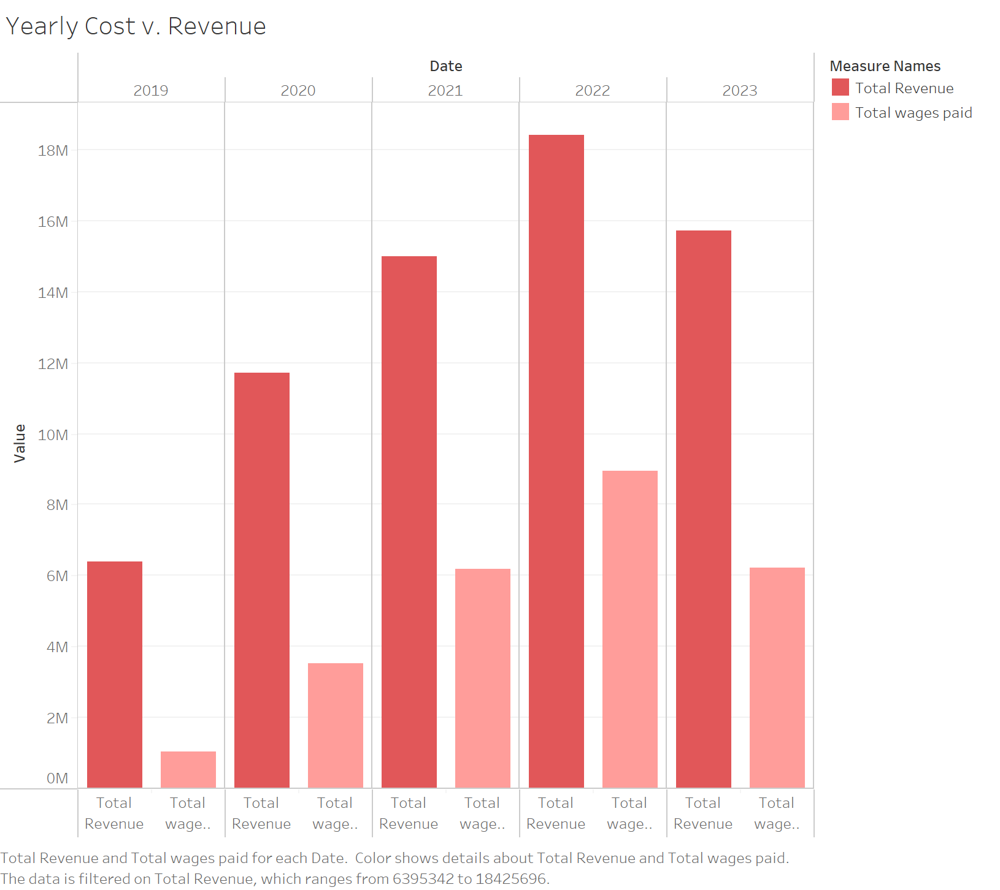 Yearly Cost v. Revenue
Date
Measure Names
2019 2020 2021 2022 2023
Total Revenue
Total wages paid
18M
16M
14M
12M
10M
Value
8M
6M
4M
2M
0M
Total Total Total Total Total Total Total Total Total Total
Revenue wage.. Revenue wage.. Revenue wage.. Revenue wage.. Revenue wage..
Total Revenue and Total wages paid for each Date. Color shows details about Total Revenue and Total wages paid.
The data is filtered on Total Revenue, which ranges from 6395342 to 18425696.